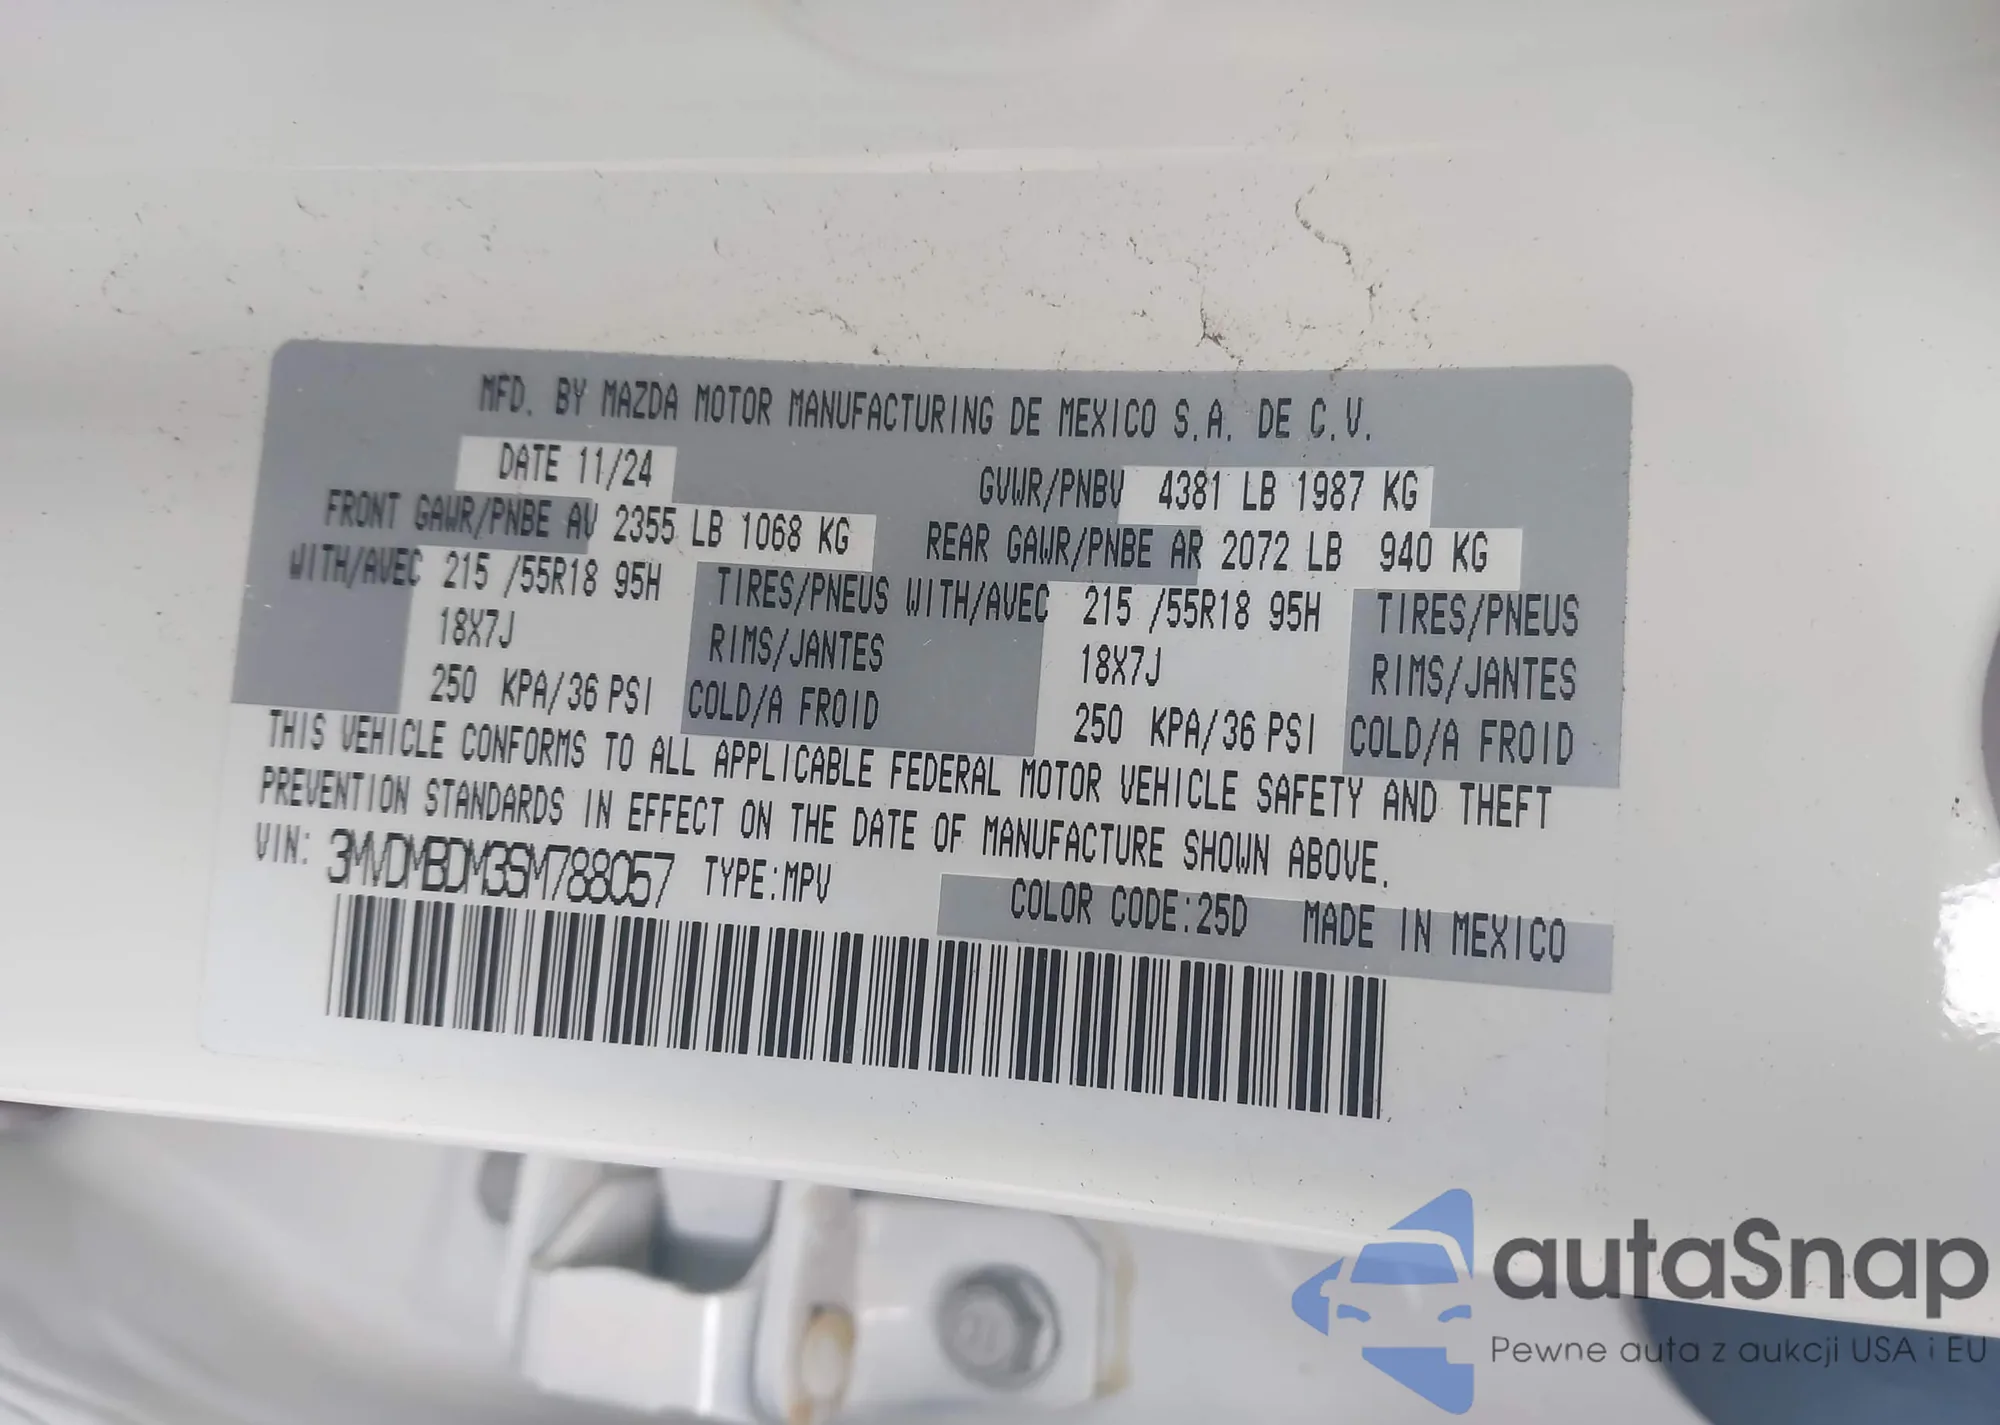 MFD. BY MAZDA MOTOR MANUFACTURING DE MEXICO S.A. DE C.V.
DATE 11/24 GVWR/PNBV 4381 LB 1987 KG
FRONT GAWR/PNBE AV 2355 LB 1068 KG REAR GAWR/PNBE AR 2072 LB 940 KG
WITH/AVEC 215 /55R18 95H TIRES/PNEUS WITH/AVEC 215 /55R18 95H TIRES/PNEUS
18X7J RIMS/JANTES 18X7J RIMS/JANTES
250 KPA/36 PSI COLD/A FROID 250 KPA/36 PSI COLD/A FROID
THIS VEHICLE CONFORMS TO ALL APPLICABLE FEDERAL MOTOR VEHICLE SAFETY AND THEFT
PREVENTION STANDARDS IN EFFECT ON THE DATE OF MANUFACTURE SHOWN ABOVE.
VIN: 3MVDMBDM3SM788057 TYPE:MPV
COLOR CODE:25D MADE IN MEXICO
autaSnap
Pewne auta z aukcji USA i EU